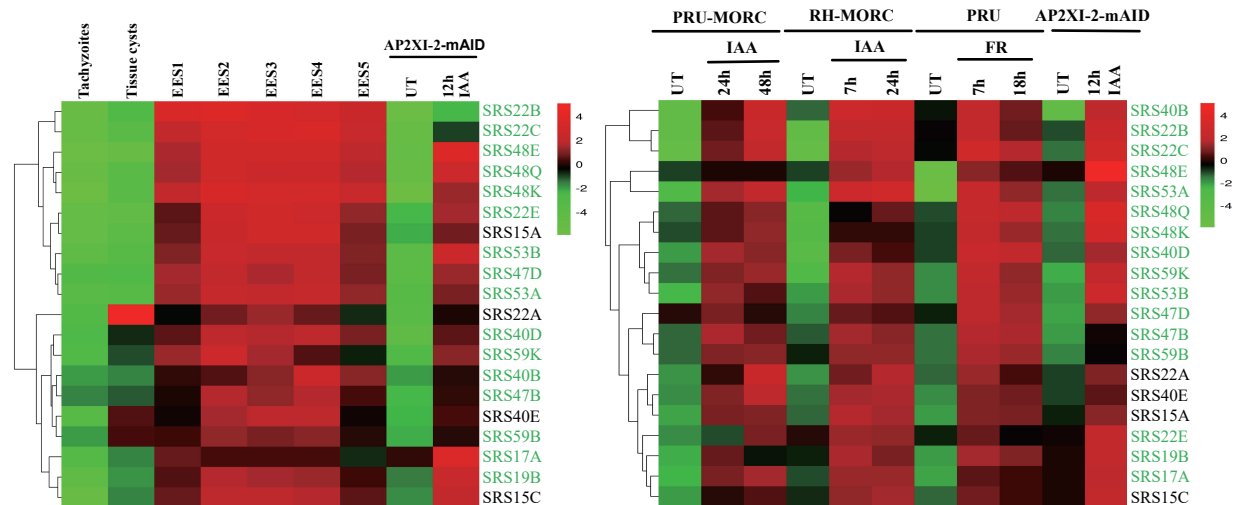 Tachyzoites
Tissue cysts
EES1
EES2
EES3
EES4
EES5
AP2XI-2-mAID
UT
12h
IAA
SRS22B
SRS22C
SRS48E
SRS48Q
SRS48K
SRS22E
SRS15A
SRS53B
SRS47D
SRS53A
SRS22A
SRS40D
SRS59K
SRS40B
SRS47B
SRS40E
SRS59B
SRS17A
SRS19B
SRS15C
4
2
0
-2
-4
PRU-MORC
RH-MORC
PRU
AP2XI-2-mAID
IAA
IAA
FR
UT
24h
48h
UT
7h
24h
UT
7h
18h
UT
12h
IAA
SRS40B
SRS22B
SRS22C
SRS48E
SRS53A
SRS48Q
SRS48K
SRS40D
SRS59K
SRS53B
SRS47D
SRS47B
SRS59B
SRS22A
SRS40E
SRS15A
SRS22E
SRS19B
SRS17A
SRS15C
4
2
0
-2
-4